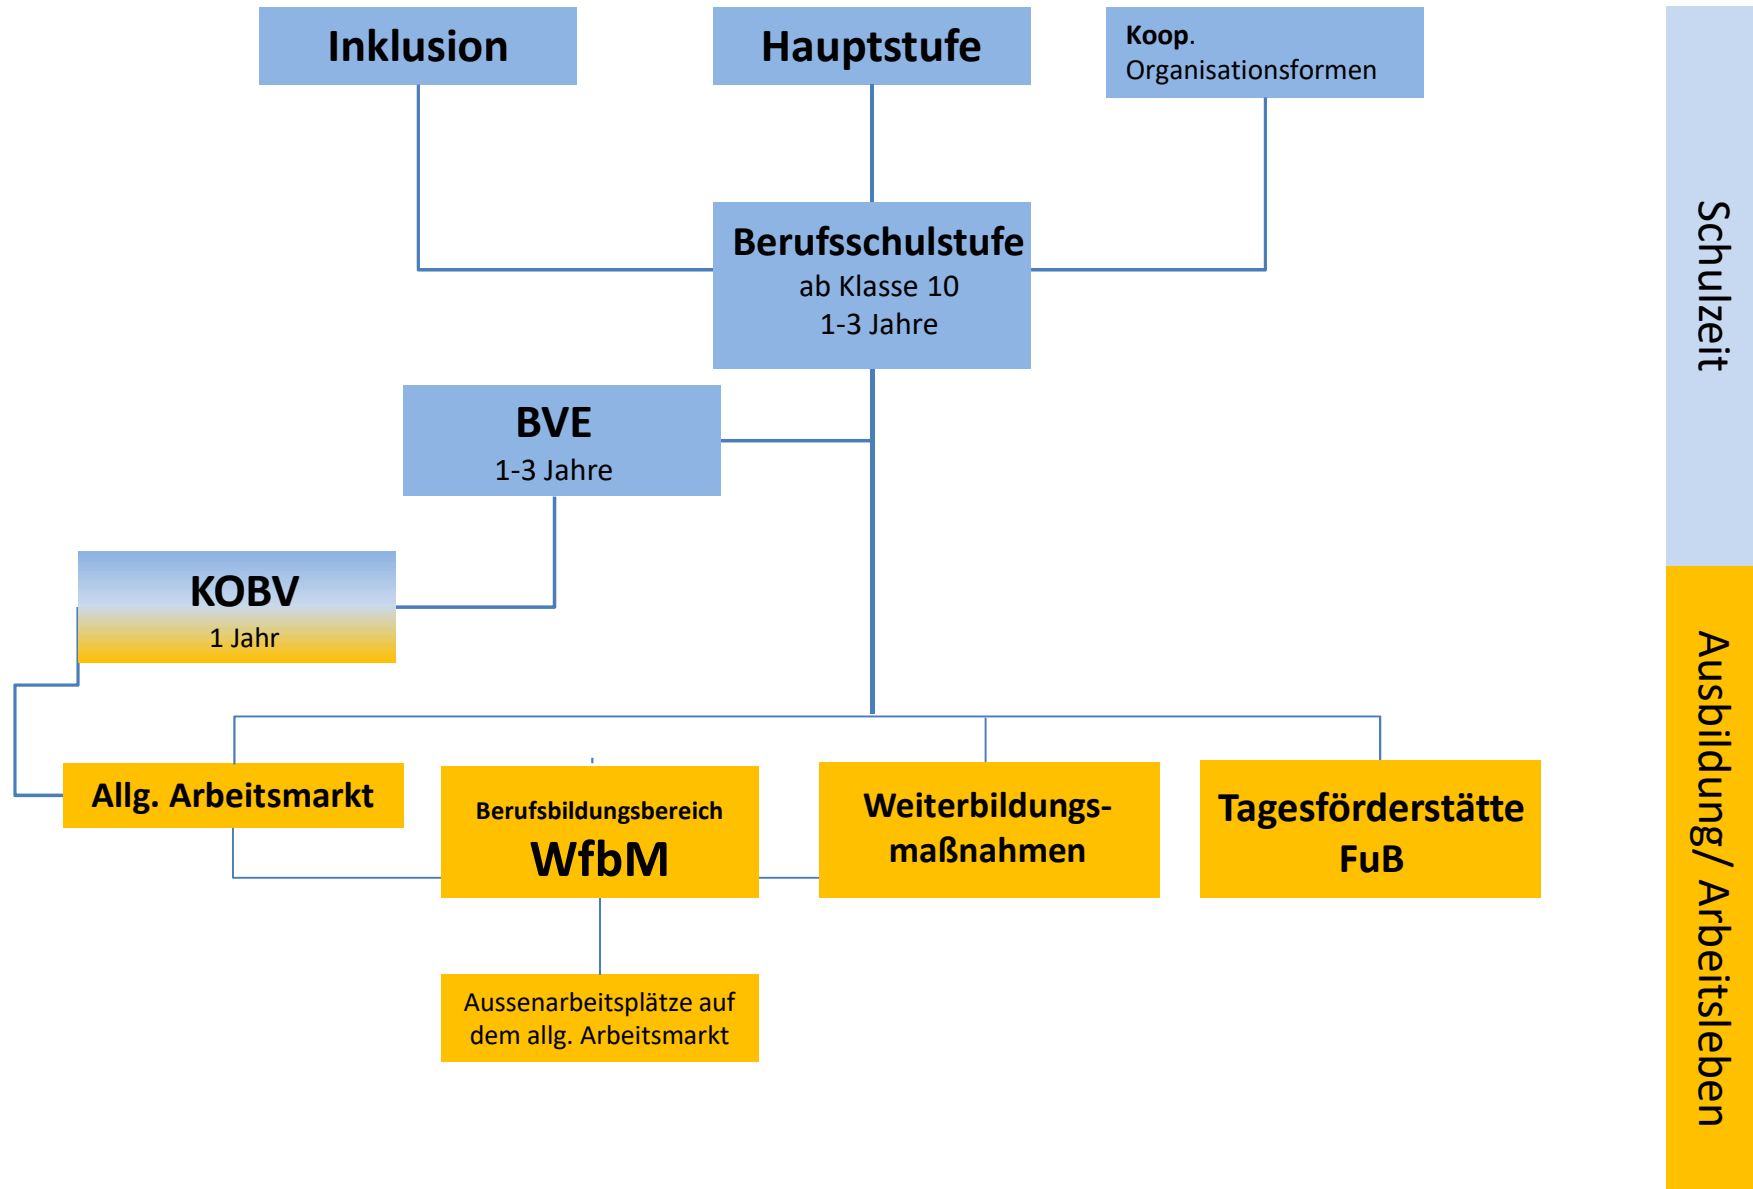 Inklusion
Hauptstufe
Koop.
Organisationsformen
Berufsschulstufe
ab Klasse 10
1-3 Jahre
BVE
1-3 Jahre
KOBV
1 Jahr
Allg. Arbeitsmarkt
Berufsbildungsbereich
WfbM
Weiterbildungs-
maßnahmen
Tagesförderstätte
FuB
Aussenarbeitsplätze auf
dem allg. Arbeitsmarkt
Schulzeit
Ausbildung/ Arbeitsleben